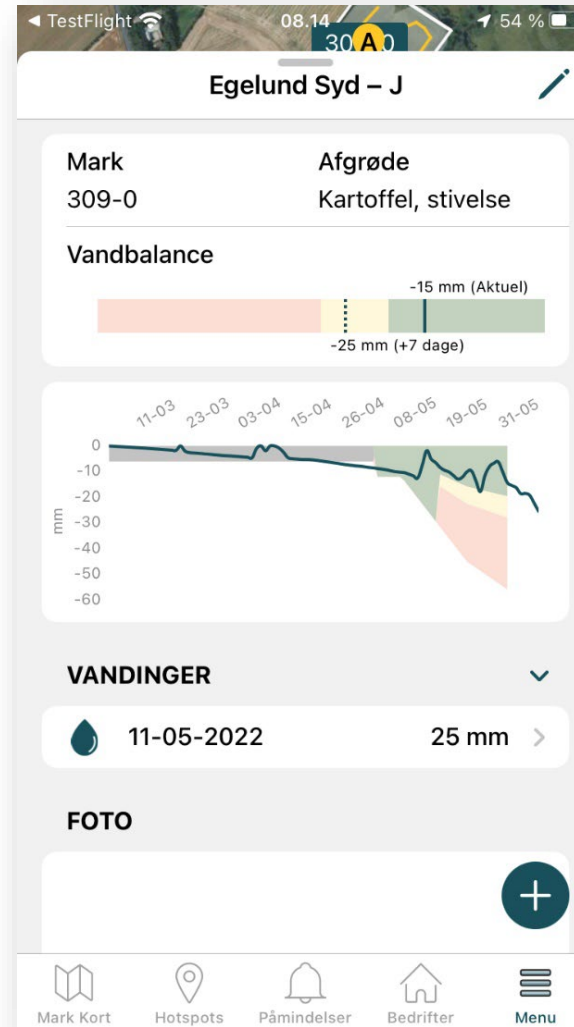 ◀ TestFlight 08.14 54 %
30 A 0
Egelund Syd – J
Mark Afgrøde
309-0 Kartoffel, stivelse
Vandbalance
-15 mm (Aktuel)
-25 mm (+7 dage)
11-03 23-03 03-04 15-04 26-04 08-05 19-05 31-05
0
-10
-20
-30
-40
-50
-60
mm
VANDINGER
11-05-2022 25 mm
FOTO
Mark Kort Hotspots Påmindelser Bedrifter Menu